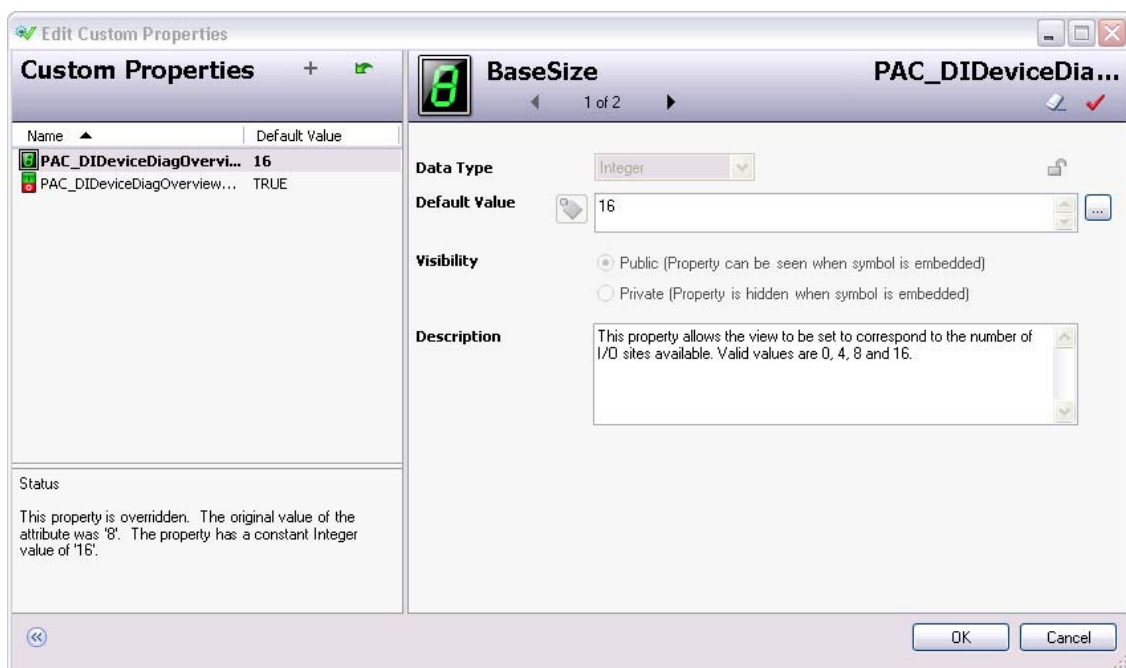 Edit Custom Properties
Custom Properties
BaseSize
PAC_DIDeviceDia...
1 of 2
Name
Default Value
PAC_DIDeviceDiagOvervi... 16
PAC_DIDeviceDiagOverview... TRUE
Data Type
Integer
Default Value
16
...
Visibility
Public (Property can be seen when symbol is embedded)
Private (Property is hidden when symbol is embedded)
Description
This property allows the view to be set to correspond to the number of
I/O sites available. Valid values are 0, 4, 8 and 16.
Status
This property is overridden. The original value of the
attribute was '8'. The property has a constant Integer
value of '16'.
OK
Cancel